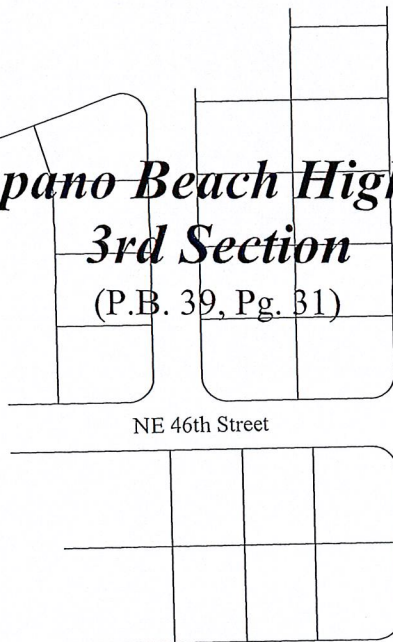 pano Beach High
3rd Section
(P.B. 39, Pg. 31)
NE 46th Street